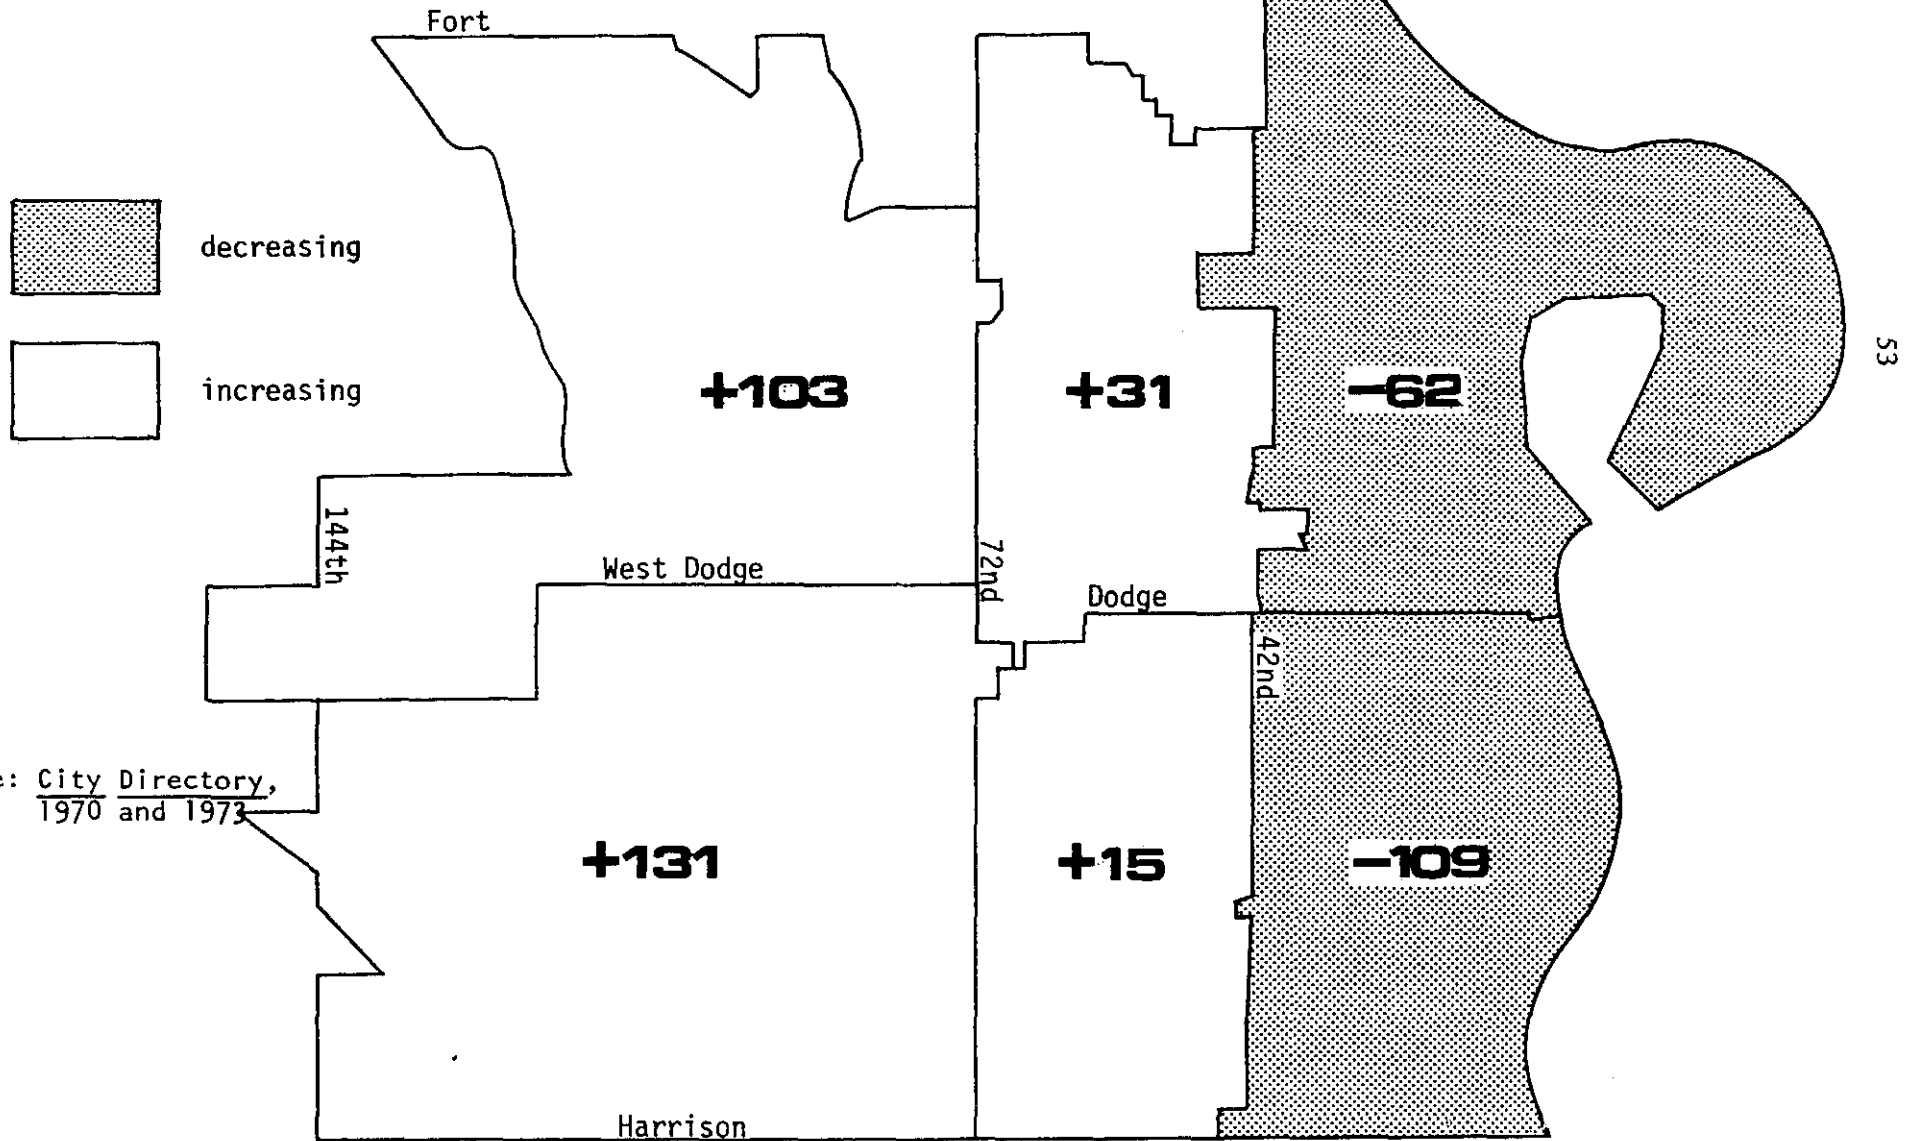 Fort
decreasing
increasing
+103
+31
-62
53
144th
West Dodge
72nd
Dodge
42nd
e: City Directory,
1970 and 1973
+131
+15
-109
Harrison